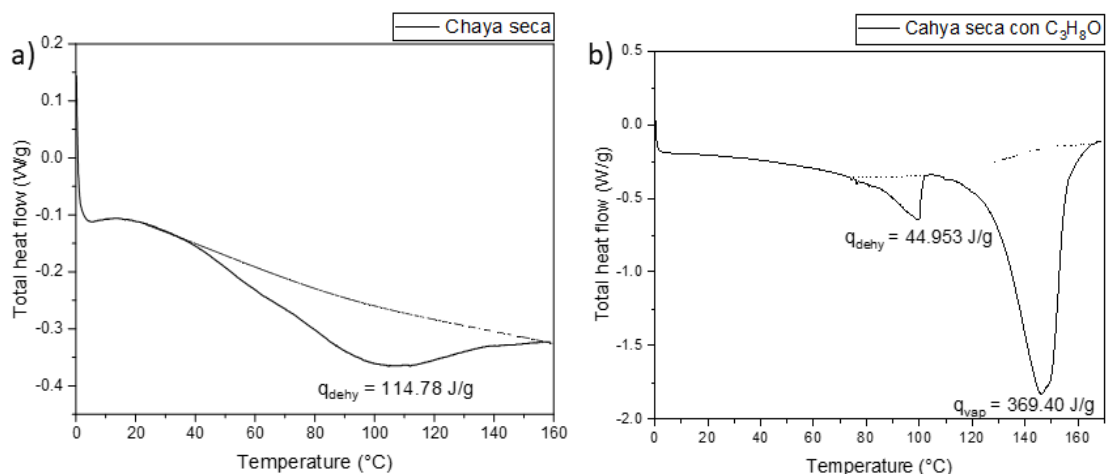 a)
Chaya seca
0.2
0.1
0.0
-0.1
-0.2
-0.3
-0.4
Total heat flow (W/g)
q_dehy = 114.78 J/g
0 20 40 60 80 100 120 140 160
Temperature (°C)
b)
Cahya seca con C₃H₈O
0.5
0.0
-0.5
-1.0
-1.5
-2.0
Total heat flow (W/g)
q_dehy = 44.953 J/g
q_vap = 369.40 J/g
0 20 40 60 80 100 120 140 160
Temperature (°C)